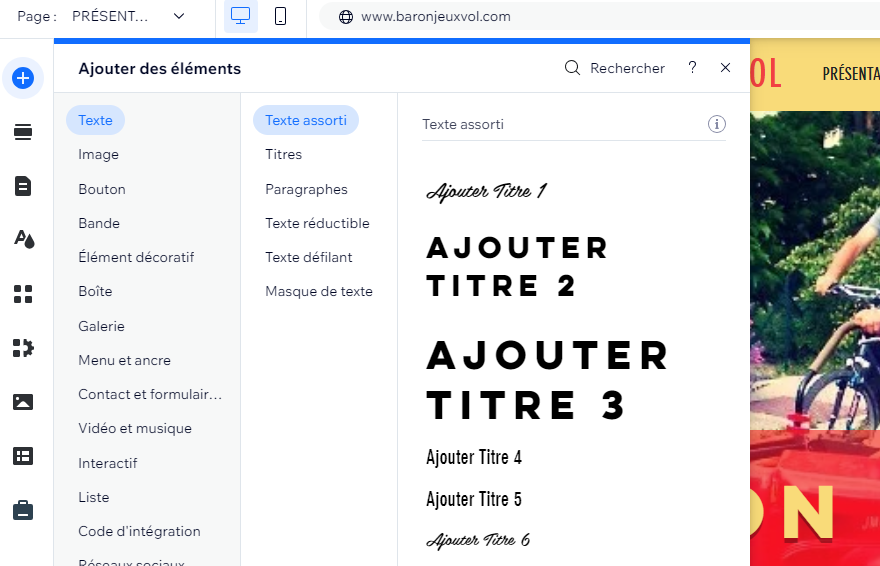 Page : PRÉSENT... www.baronjeuxvol.com
Ajouter des éléments Rechercher ?
OL PRÉSENTA
Texte
Image
Bouton
Bande
Élément décoratif
Boîte
Galerie
Menu et ancre
Contact et formulair...
Vidéo et musique
Interactif
Liste
Code d'intégration
Réseaux sociaux
Texte assorti
Titres
Paragraphes
Texte réductible
Texte défilant
Masque de texte
Texte assorti
Ajouter Titre 1
AJOUTER
TITRE 2
AJOUTER
TITRE 3
Ajouter Titre 4
Ajouter Titre 5
Ajouter Titre 6
ON